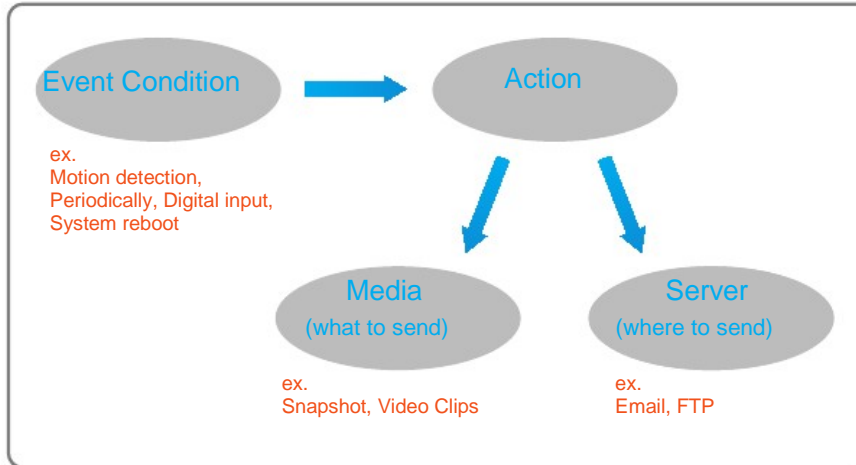 Event Condition
Action
ex.
Motion detection,
Periodically, Digital input,
System reboot
Media
(what to send)
Server
(where to send)
ex.
Snapshot, Video Clips
ex.
Email, FTP